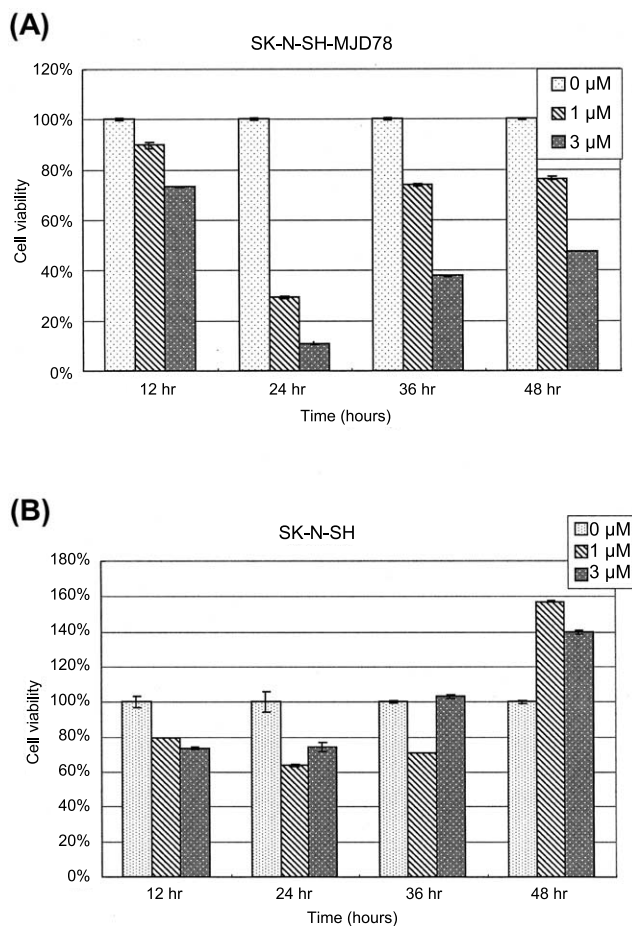 (A)
SK-N-SH-MJD78
120%
100%
80%
60%
40%
20%
0%
Cell viability
0 µM
1 µM
3 µM
12 hr 24 hr 36 hr 48 hr
Time (hours)
(B)
SK-N-SH
180%
160%
140%
120%
100%
80%
60%
40%
20%
0%
Cell viability
0 µM
1 µM
3 µM
12 hr 24 hr 36 hr 48 hr
Time (hours)